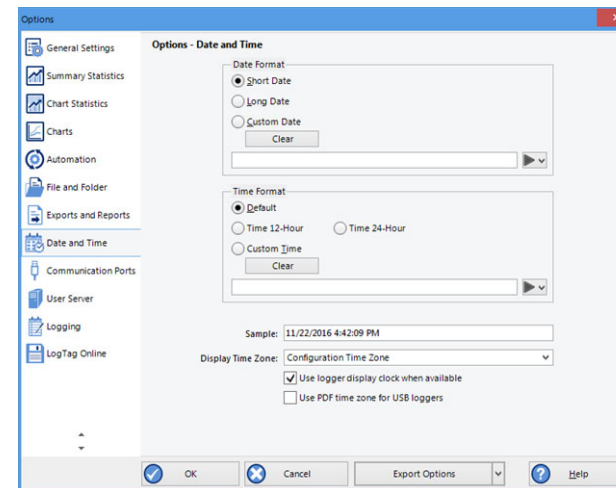 Options
General Settings
Summary Statistics
Chart Statistics
Charts
Automation
File and Folder
Exports and Reports
Date and Time
Communication Ports
User Server
Logging
LogTag Online
Options - Date and Time
Date Format
Short Date
Long Date
Custom Date
Clear
Time Format
Default
Time 12-Hour Time 24-Hour
Custom Time
Clear
Sample: 11/22/2016 4:42:09 PM
Display Time Zone: Configuration Time Zone
Use logger display clock when available
Use PDF time zone for USB loggers
OK Cancel Export Options Help